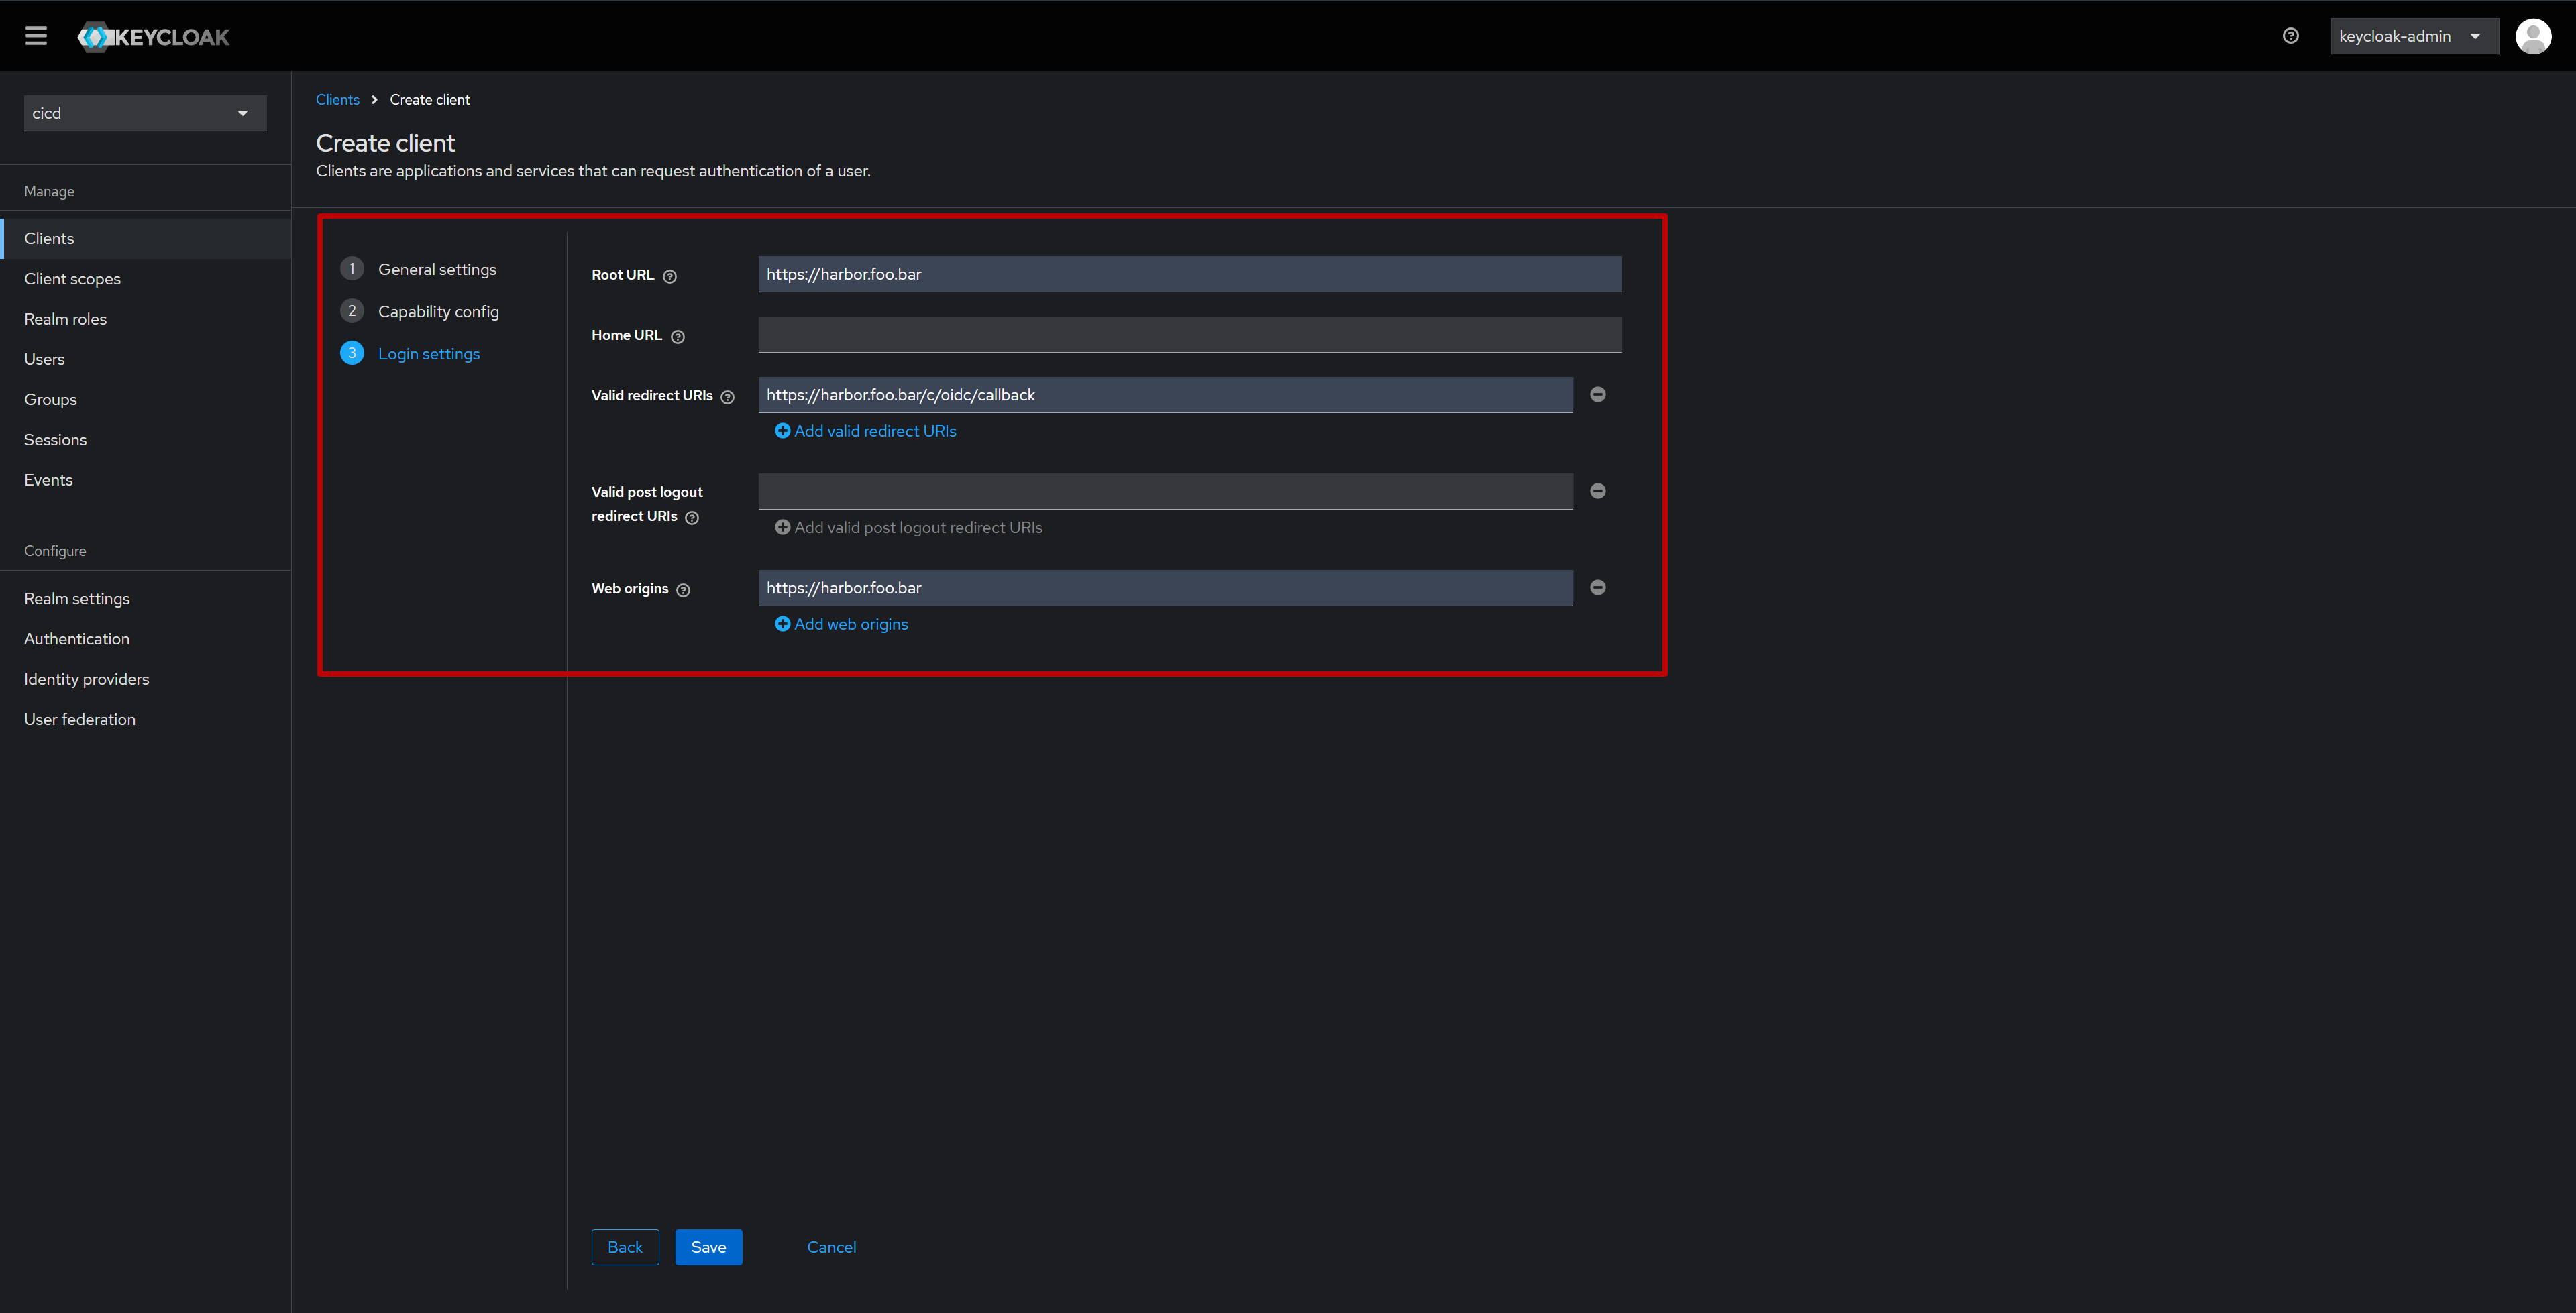 KEYCLOAK
keycloak-admin
cicd
Manage
Clients
Client scopes
Realm roles
Users
Groups
Sessions
Events
Configure
Realm settings
Authentication
Identity providers
User federation
Clients > Create client
Create client
Clients are applications and services that can request authentication of a user.
1 General settings
2 Capability config
3 Login settings
Root URL
https://harbor.foo.bar
Home URL
Valid redirect URIs
https://harbor.foo.bar/c/oidc/callback
Add valid redirect URIs
Valid post logout
redirect URIs
Add valid post logout redirect URIs
Web origins
https://harbor.foo.bar
Add web origins
Back
Save
Cancel